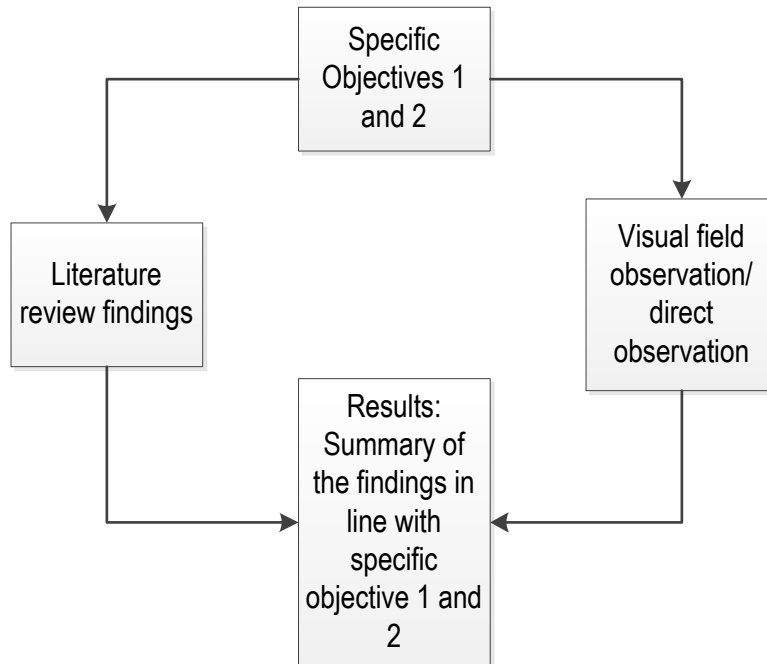 Specific
Objectives 1
and 2
Literature
review findings
Visual field
observation/
direct
observation
Results:
Summary of
the findings in
line with
specific
objective 1 and
2